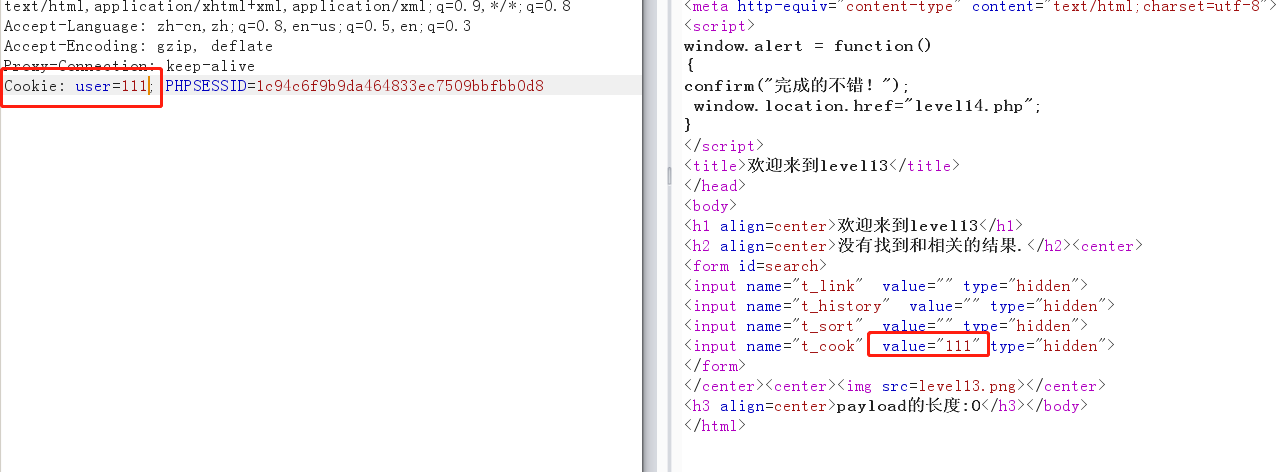 text/html,application/xhtml+xml,application/xml;q=0.9,*/*;q=0.8
Accept-Language: zh-cn,zh;q=0.8,en-us;q=0.5,en;q=0.3
Accept-Encoding: gzip, deflate
Proxy-Connection: keep-alive
Cookie: user=111; PHPSESSID=1c94c6f9b9da464833ec7509bbfbb0d8
<meta http-equiv="content-type" content="text/html;charset=utf-8">
<script>
window.alert = function()
{
confirm("完成的不错！");
 window.location.href="level14.php";
}
</script>
<title>欢迎来到level13</title>
</head>
<body>
<h1 align=center>欢迎来到level13</h1>
<h2 align=center>没有找到和相关的结果.</h2><center>
<form id=search>
<input name="t_link"  value="" type="hidden">
<input name="t_history"  value="" type="hidden">
<input name="t_sort"  value="" type="hidden">
<input name="t_cook"  value="111" type="hidden">
</form>
</center><center><img src=level13.png></center>
<h3 align=center>payload的长度:0</h3></body>
</html>